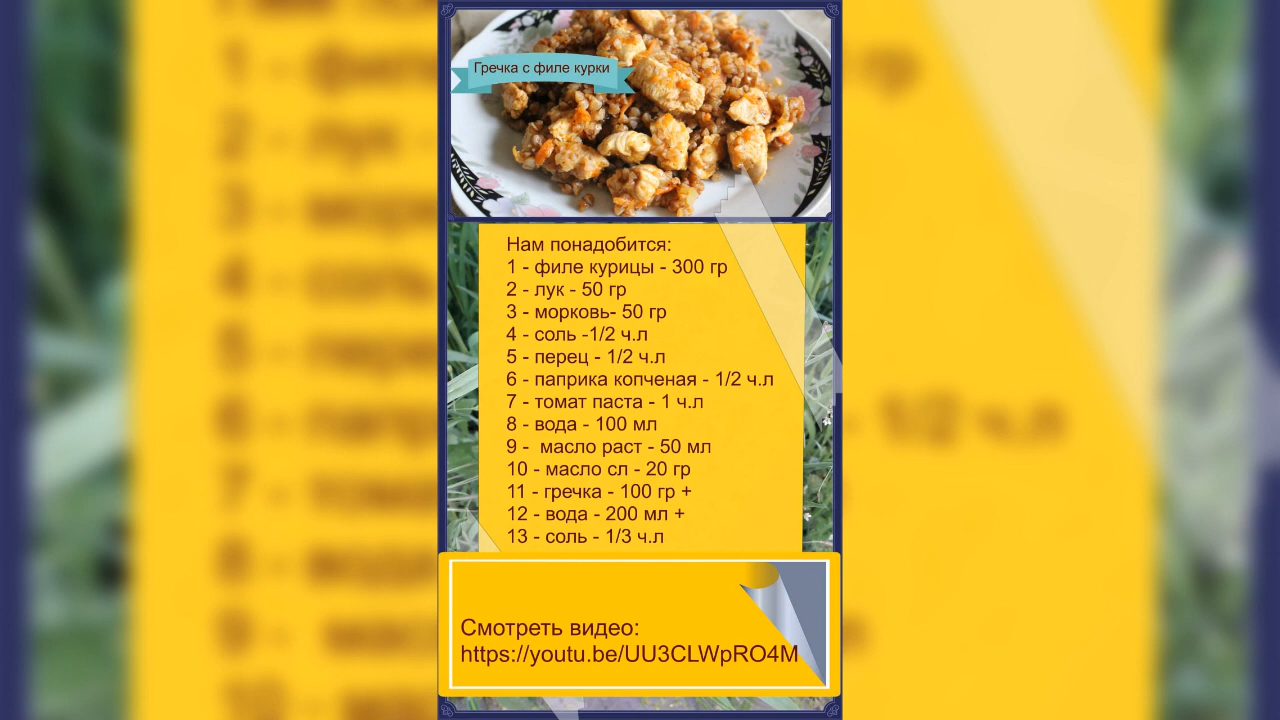 Гречка с филе курки
Нам понадобится:
1 - филе курицы - 300 гр
2 - лук - 50 гр
3 - морковь- 50 гр
4 - соль -1/2 ч.л
5 - перец - 1/2 ч.л
6 - паприка копченая - 1/2 ч.л
7 - томат паста - 1 ч.л
8 - вода - 100 мл
9 -  масло раст - 50 мл
10 - масло сл - 20 гр
11 - гречка - 100 гр +
12 - вода - 200 мл +
13 - соль - 1/3 ч.л
Смотреть видео:
https://youtu.be/UU3CLWpRO4M